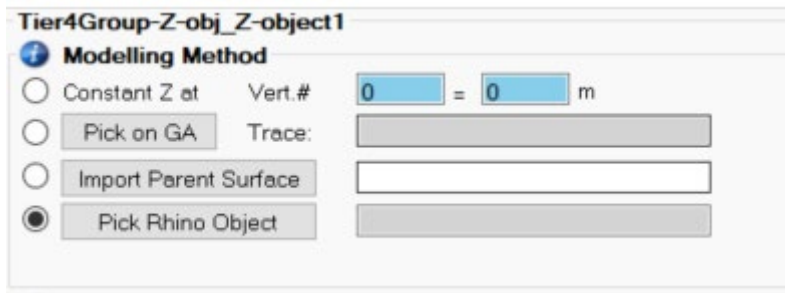 Tier4Group-Z-obj_Z-object1
Modelling Method
Constant Z at Vert.# 0 = 0 m
Pick on GA Trace:
Import Parent Surface
Pick Rhino Object